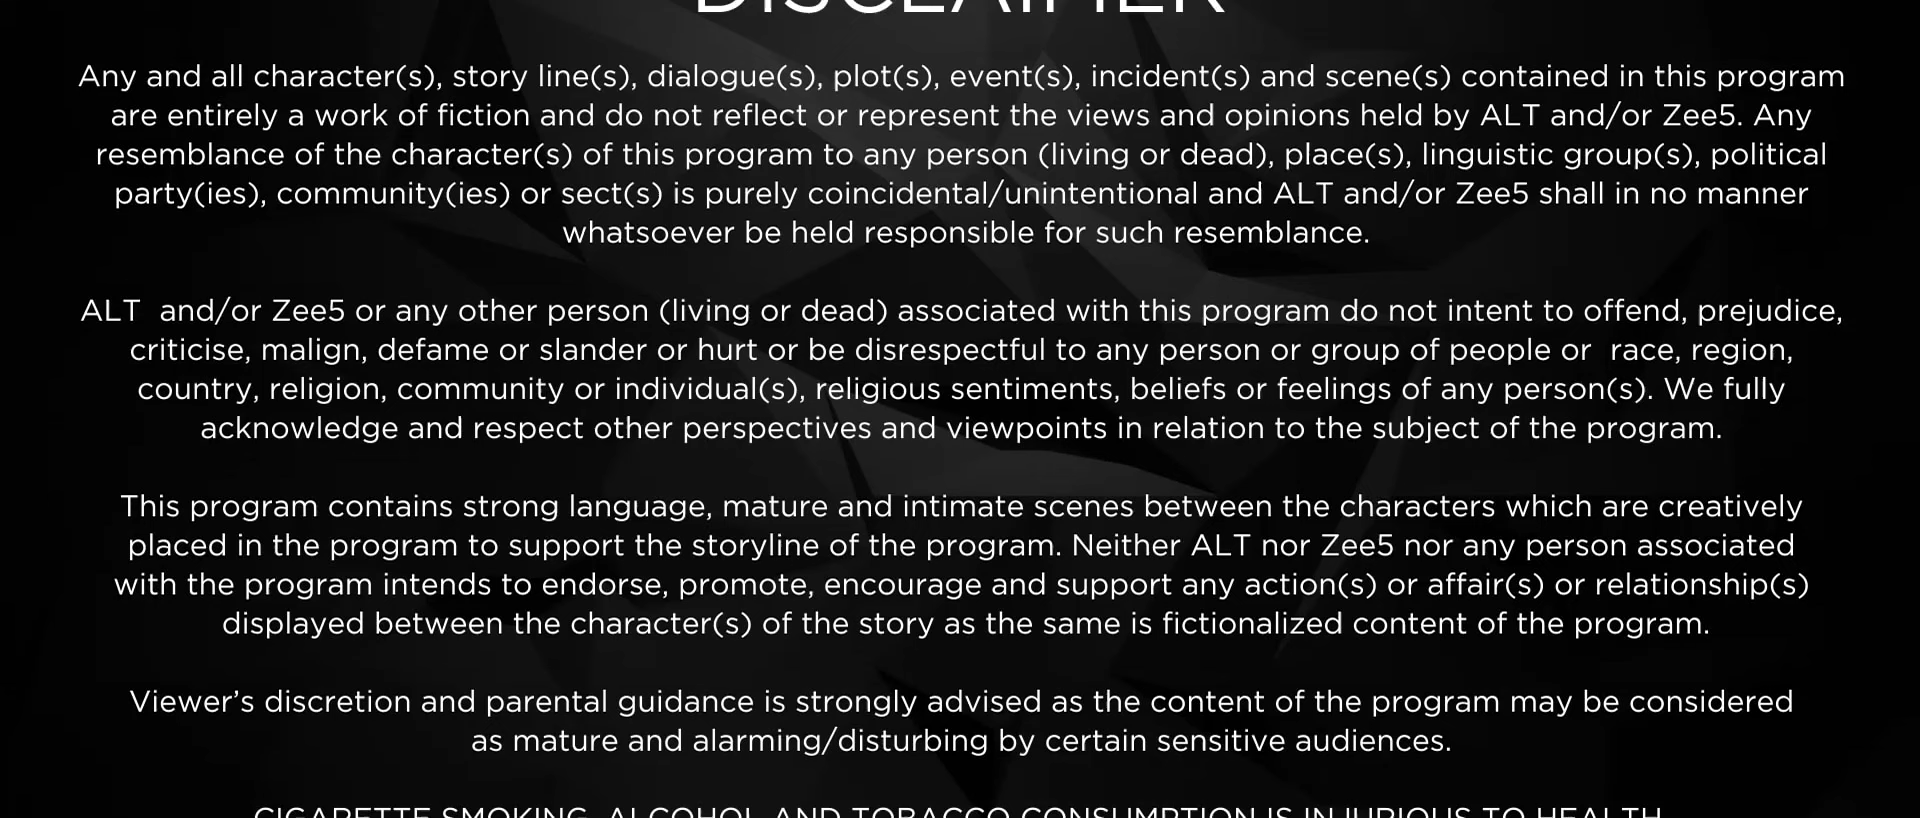 DISCLAIMER
Any and all character(s), story line(s), dialogue(s), plot(s), event(s), incident(s) and scene(s) contained in this program
are entirely a work of fiction and do not reflect or represent the views and opinions held by ALT and/or Zee5. Any
resemblance of the character(s) of this program to any person (living or dead), place(s), linguistic group(s), political
party(ies), community(ies) or sect(s) is purely coincidental/unintentional and ALT and/or Zee5 shall in no manner
whatsoever be held responsible for such resemblance.
ALT and/or Zee5 or any other person (living or dead) associated with this program do not intent to offend, prejudice,
criticise, malign, defame or slander or hurt or be disrespectful to any person or group of people or race, region,
country, religion, community or individual(s), religious sentiments, beliefs or feelings of any person(s). We fully
acknowledge and respect other perspectives and viewpoints in relation to the subject of the program.
This program contains strong language, mature and intimate scenes between the characters which are creatively
placed in the program to support the storyline of the program. Neither ALT nor Zee5 nor any person associated
with the program intends to endorse, promote, encourage and support any action(s) or affair(s) or relationship(s)
displayed between the character(s) of the story as the same is fictionalized content of the program.
Viewer’s discretion and parental guidance is strongly advised as the content of the program may be considered
as mature and alarming/disturbing by certain sensitive audiences.
CIGARETTE SMOKING, ALCOHOL AND TOBACCO CONSUMPTION IS INJURIOUS TO HEALTH